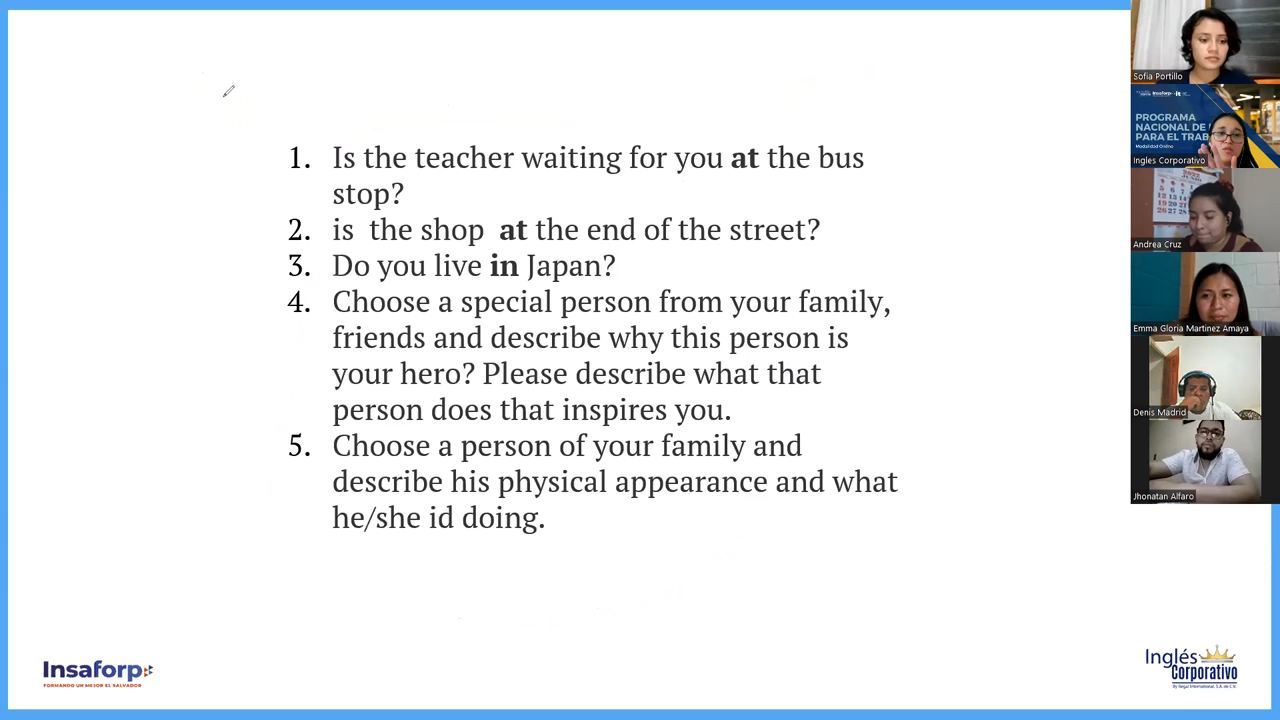 1. Is the teacher waiting for you at the bus
stop?
2. is the shop at the end of the street?
3. Do you live in Japan?
4. Choose a special person from your family,
friends and describe why this person is
your hero? Please describe what that
person does that inspires you.
5. Choose a person of your family and
describe his physical appearance and what
he/she id doing.
Insaforp
FORMANDO UN MEJOR EL SALVADOR
Inglés
Corporativo
Sofia Portillo
insaforp
PROGRAMA
NACIONAL DE
PARA EL TRAB
Modalidad Online
Ingles Corporativo
2022
Andrea Cruz
Emma Gloria Martinez Amaya
Denis Madrid
Jhonatan Alfaro